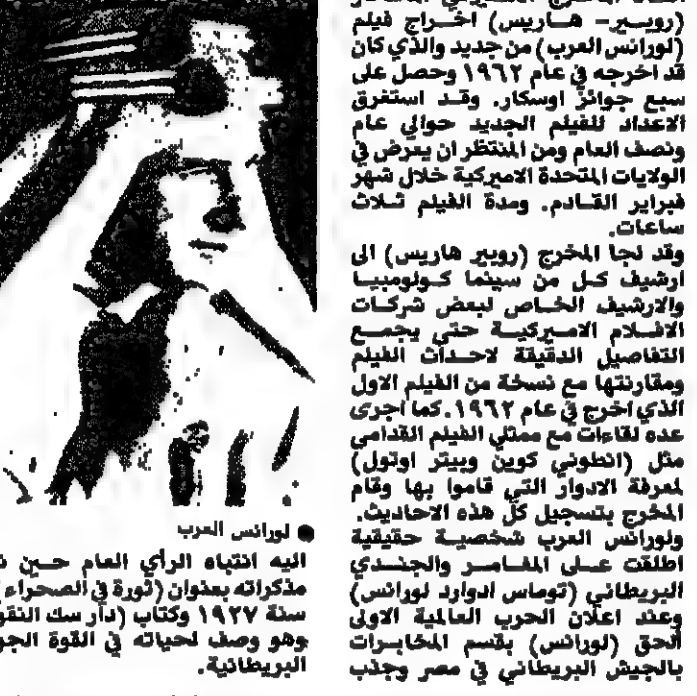 (روبير- هاريس) اخراج فيلم
(لورانس العرب) من جديد والذي كان
قد اخرجه في عام ١٩٦٢ وحصل على
سبع جوائز اوسكار. وقد استغرق
الاعداد للفيلم الجديد حوالي عام
ونصف العام ومن المنتظر ان يعرض في
الولايات المتحدة الاميركية خلال شهر
فبراير القادم. ومدة الفيلم ثلاث
ساعات.
وقد لجا المخرج (روبير هاريس) الى
ارشيف كل من سينما كولومبيا
والارشيف الخاص لبعض شركات
الافلام الاميركية حتى يجمع
التفاصيل الدقيقة لاحداث الفيلم
ومقارنتها مع نسخة من الفيلم الاول
الذي اخرج في عام ١٩٦٢. كما اجرى
عده لقاءات مع ممثلي الفيلم القدامى
مثل (انطوني كوين وبيتر اوتول)
لمعرفة الادوار التي قاموا بها وقام
المخرج بتسجيل كل هذه الاحاديث.
ولورانس العرب شخصية حقيقية
اطلقت على المغامر والجندي
البريطاني (توماس ادوارد لورانس)
وعند اعلان الحرب العالمية الاولى
الحق (لورانس) بقسم المخابرات
بالجيش البريطاني في مصر وجذب
● لورانس العرب
اليه انتباه الرأي العام حين
مذكراته بعنوان (ثورة في الصحراء)
سنة ١٩٢٧ وكتاب (دار سك
وهو وصف لحياته في القوة
البريطانية.